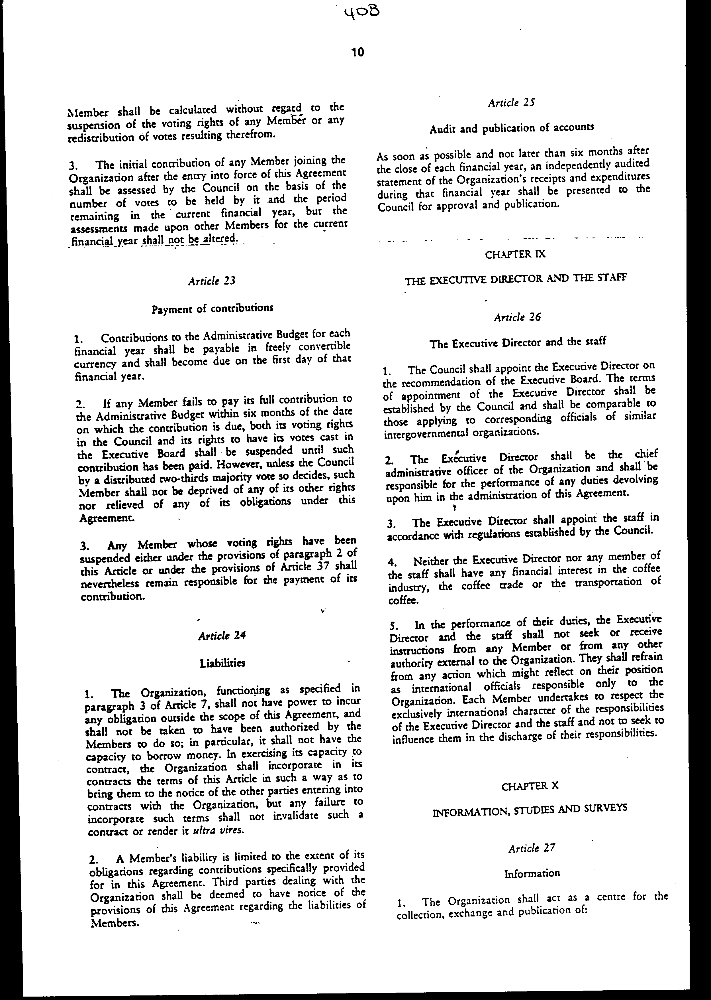 408
10
Member shall be calculated without regard to the
suspension of the voting rights of any Member or any
redistribution of votes resulting therefrom.
3. The initial contribution of any Member joining the
Organization after the entry into force of this Agreement
shall be assessed by the Council on the basis of the
number of votes to be held by it and the period
remaining in the current financial year, but the
assessments made upon other Members for the current
financial year shall not be altered.
Article 23
Payment of contributions
1. Contributions to the Administrative Budget for each
financial year shall be payable in freely convertible
currency and shall become due on the first day of that
financial year.
2. If any Member fails to pay its full contribution to
the Administrative Budget within six months of the date
on which the contribution is due, both its voting rights
in the Council and its rights to have its votes cast in
the Executive Board shall be suspended until such
contribution has been paid. However, unless the Council
by a distributed two-thirds majority vote so decides, such
Member shall not be deprived of any of its other rights
nor relieved of any of its obligations under this
Agreement.
3. Any Member whose voting rights have been
suspended either under the provisions of paragraph 2 of
this Article or under the provisions of Article 37 shall
nevertheless remain responsible for the payment of its
contribution.
Article 24
Liabilities
1. The Organization, functioning as specified in
paragraph 3 of Article 7, shall not have power to incur
any obligation outside the scope of this Agreement, and
shall not be taken to have been authorized by the
Members to do so; in particular, it shall not have the
capacity to borrow money. In exercising its capacity to
contract, the Organization shall incorporate in its
contracts the terms of this Article in such a way as to
bring them to the notice of the other parties entering into
contracts with the Organization, but any failure to
incorporate such terms shall not invalidate such a
contract or render it ultra vires.
2. A Member's liability is limited to the extent of its
obligations regarding contributions specifically provided
for in this Agreement. Third parties dealing with the
Organization shall be deemed to have notice of the
provisions of this Agreement regarding the liabilities of
Members.
Article 25
Audit and publication of accounts
As soon as possible and not later than six months after
the close of each financial year, an independently audited
statement of the Organization's receipts and expenditures
during that financial year shall be presented to the
Council for approval and publication.
CHAPTER IX
THE EXECUTIVE DIRECTOR AND THE STAFF
Article 26
The Executive Director and the staff
1. The Council shall appoint the Executive Director on
the recommendation of the Executive Board. The terms
of appointment of the Executive Director shall be
established by the Council and shall be comparable to
those applying to corresponding officials of similar
intergovernmental organizations.
2. The Executive Director shall be the chief
administrative officer of the Organization and shall be
responsible for the performance of any duties devolving
upon him in the administration of this Agreement.
3. The Executive Director shall appoint the staff in
accordance with regulations established by the Council.
4. Neither the Executive Director nor any member of
the staff shall have any financial interest in the coffee
industry, the coffee trade or the transportation of
coffee.
5. In the performance of their duties, the Executive
Director and the staff shall not seek or receive
instructions from any Member or from any other
authority external to the Organization. They shall refrain
from any action which might reflect on their position
as international officials responsible only to the
Organization. Each Member undertakes to respect the
exclusively international character of the responsibilities
of the Executive Director and the staff and not to seek to
influence them in the discharge of their responsibilities.
CHAPTER X
INFORMATION, STUDIES AND SURVEYS
Article 27
Information
1. The Organization shall act as a centre for the
collection, exchange and publication of: